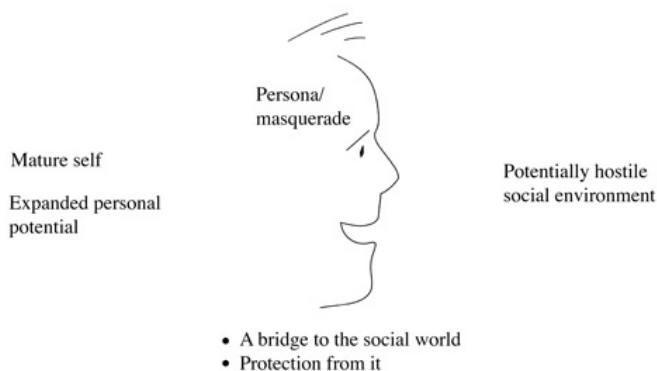 Persona/
masquerade
Mature self
Expanded personal
potential
Potentially hostile
social environment
• A bridge to the social world
• Protection from it